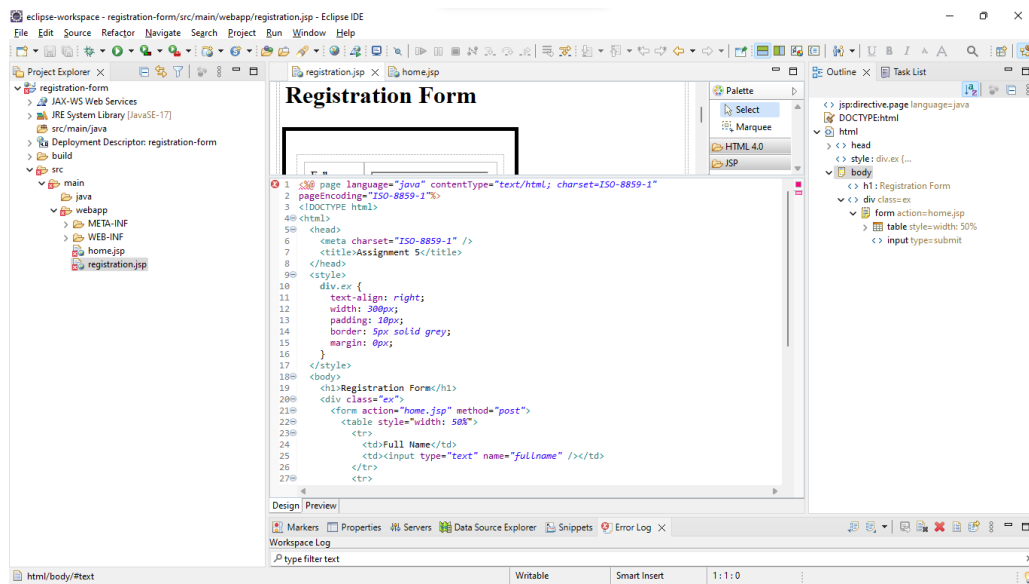 eclipse-workspace - registration-form/src/main/webapp/registration.jsp - Eclipse IDE
File Edit Source Refactor Navigate Search Project Run Window Help
Project Explorer
registration-form
JAX-WS Web Services
JRE System Library [JavaSE-17]
src/main/java
Deployment Descriptor: registration-form
build
src
main
java
webapp
META-INF
WEB-INF
home.jsp
registration.jsp
registration.jsp home.jsp
Registration Form
Palette
Select
Marquee
HTML 4.0
JSP
1 <%@ page language="java" contentType="text/html; charset=ISO-8859-1"
2 pageEncoding="ISO-8859-1"%>
3 <!DOCTYPE html>
4 <html>
5 <head>
6 <meta charset="ISO-8859-1" />
7 <title>Assignment 5</title>
8 </head>
9 <style>
10 div.ex {
11 text-align: right;
12 width: 300px;
13 padding: 10px;
14 border: 5px solid grey;
15 margin: 0px;
16 }
17 </style>
18 <body>
19 <h1>Registration Form</h1>
20 <div class="ex">
21 <form action="home.jsp" method="post">
22 <table style="width: 50%">
23 <tr>
24 <td>Full Name</td>
25 <td><input type="text" name="fullname" /></td>
26 </tr>
27 <tr>
Design Preview
Outline Task List
jsp:directive.page language=java
DOCTYPE:html
html
head
style : div.ex {...
body
h1 : Registration Form
div class=ex
form action=home.jsp
table style=width: 50%
input type=submit
Markers Properties Servers Data Source Explorer Snippets Error Log
Workspace Log
type filter text
html/body/#text Writable Smart Insert 1 : 1 : 0